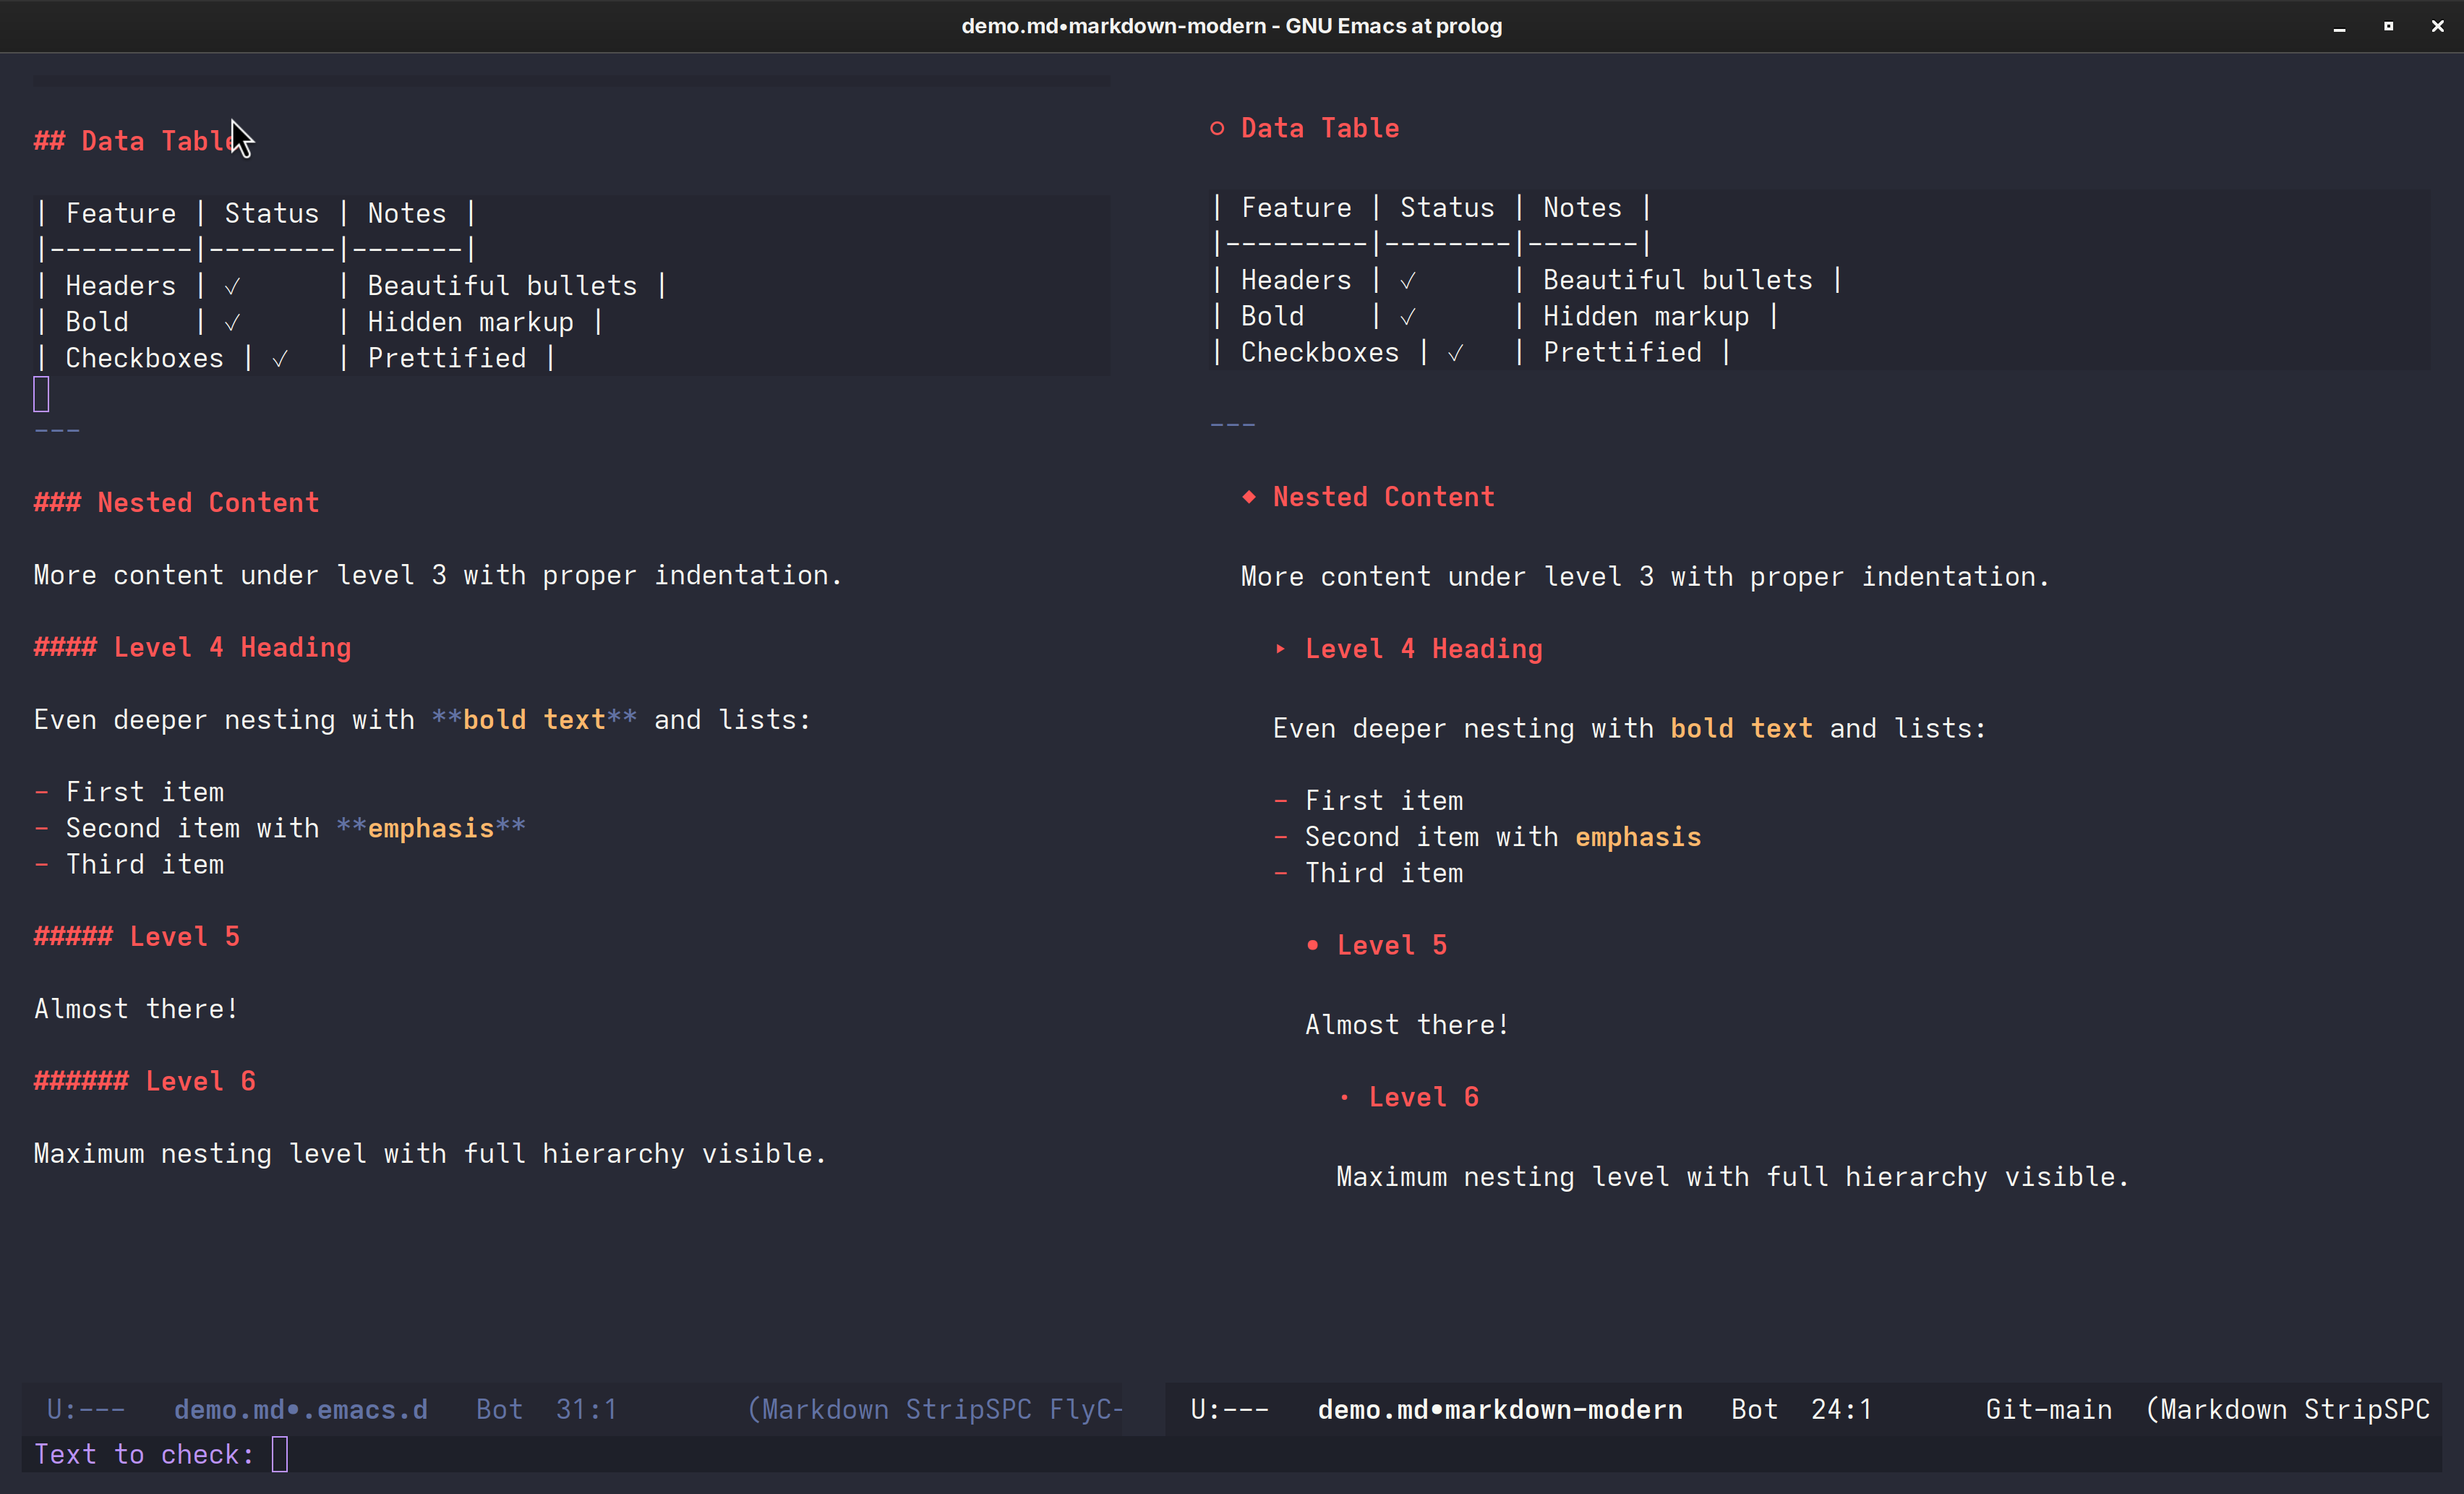 demo.md•markdown-modern - GNU Emacs at prolog
## Data Table
| Feature | Status | Notes |
|---------|--------|-------|
| Headers | ✓      | Beautiful bullets |
| Bold    | ✓      | Hidden markup |
| Checkboxes | ✓   | Prettified |
---
### Nested Content
More content under level 3 with proper indentation.
#### Level 4 Heading
Even deeper nesting with **bold text** and lists:
- First item
- Second item with **emphasis**
- Third item
##### Level 5
Almost there!
###### Level 6
Maximum nesting level with full hierarchy visible.
U:---   demo.md•.emacs.d   Bot  31:1        (Markdown StripSPC FlyC-
○ Data Table
| Feature | Status | Notes |
|---------|--------|-------|
| Headers | ✓      | Beautiful bullets |
| Bold    | ✓      | Hidden markup |
| Checkboxes | ✓   | Prettified |
---
◆ Nested Content
More content under level 3 with proper indentation.
▸ Level 4 Heading
Even deeper nesting with bold text and lists:
- First item
- Second item with emphasis
- Third item
• Level 5
Almost there!
· Level 6
Maximum nesting level with full hierarchy visible.
U:---   demo.md•markdown-modern   Bot  24:1       Git-main  (Markdown StripSPC
Text to check: